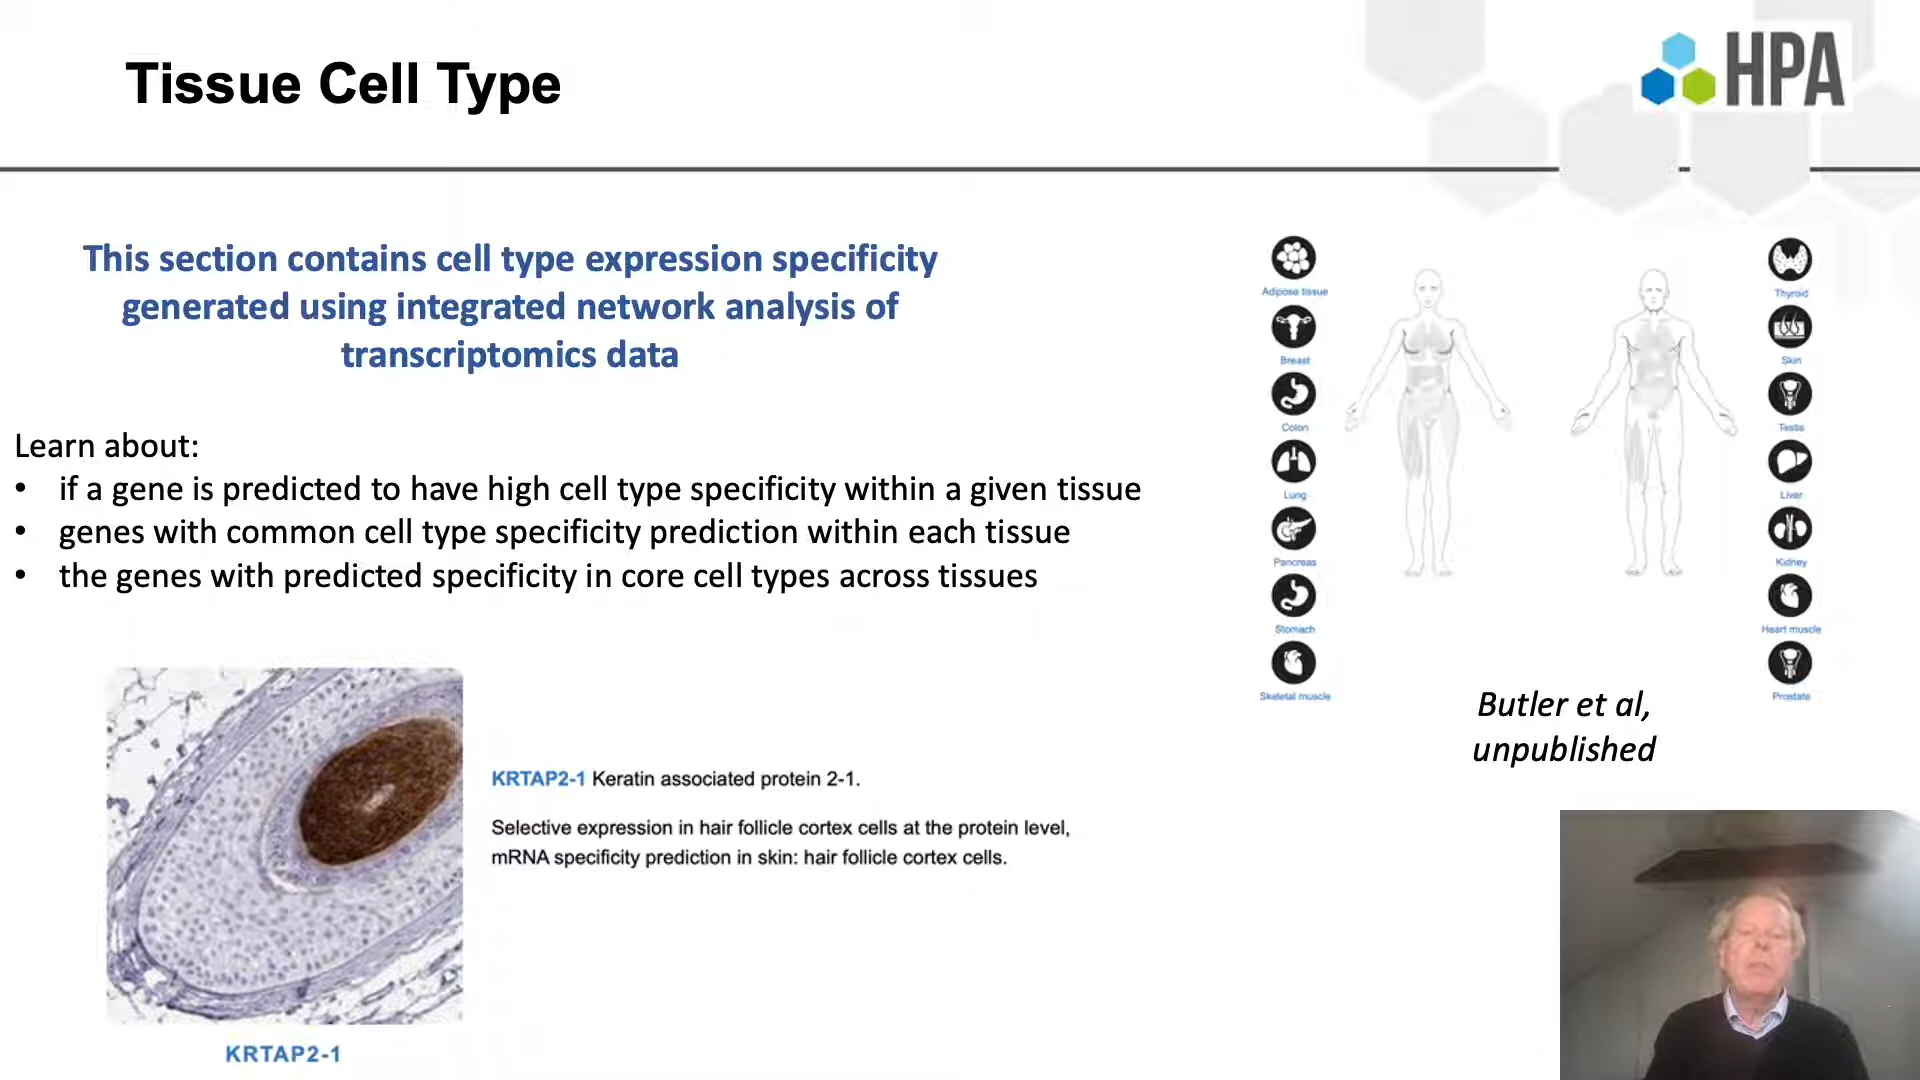 Tissue Cell Type
HPA
This section contains cell type expression specificity
generated using integrated network analysis of
transcriptomics data
Learn about:
• if a gene is predicted to have high cell type specificity within a given tissue
• genes with common cell type specificity prediction within each tissue
• the genes with predicted specificity in core cell types across tissues
Adipose tissue
Breast
Colon
Lung
Pancreas
Stomach
Skeletal muscle
Thyroid
Skin
Testis
Liver
Kidney
Heart muscle
Prostate
Butler et al,
unpublished
KRTAP2-1 Keratin associated protein 2-1.
Selective expression in hair follicle cortex cells at the protein level,
mRNA specificity prediction in skin: hair follicle cortex cells.
KRTAP2-1